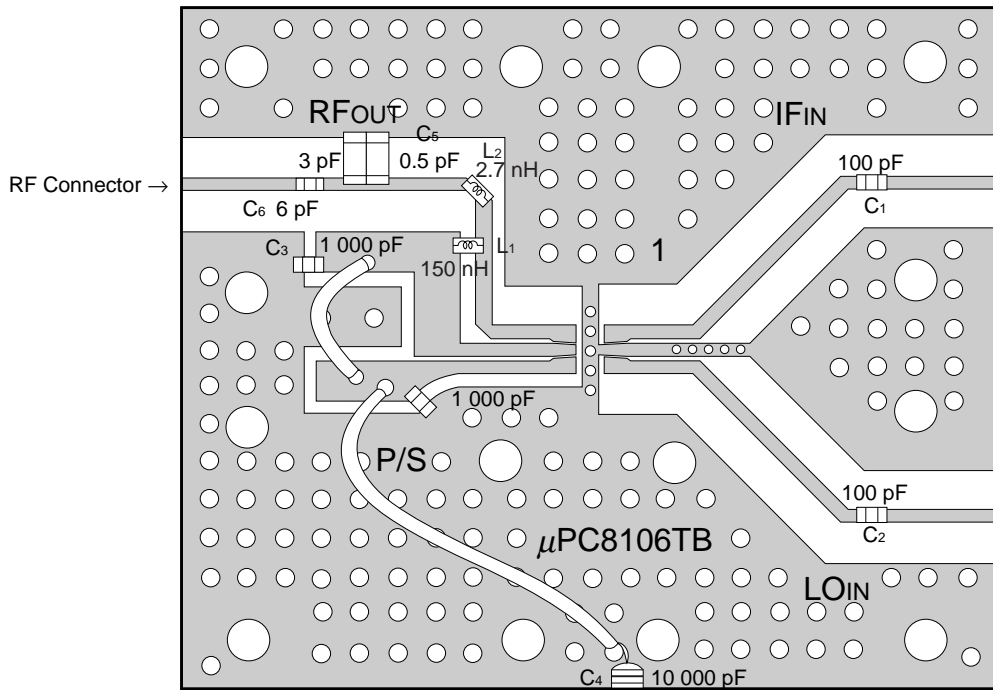 RFOUT
IFIN
C5
L2
3 pF
0.5 pF
2.7 nH
100 pF
RF Connector →
C6 6 pF
C1
C3
1 000 pF
L1
1
150 nH
1 000 pF
P/S
100 pF
µPC8106TB
C2
LOIN
C4
10 000 pF